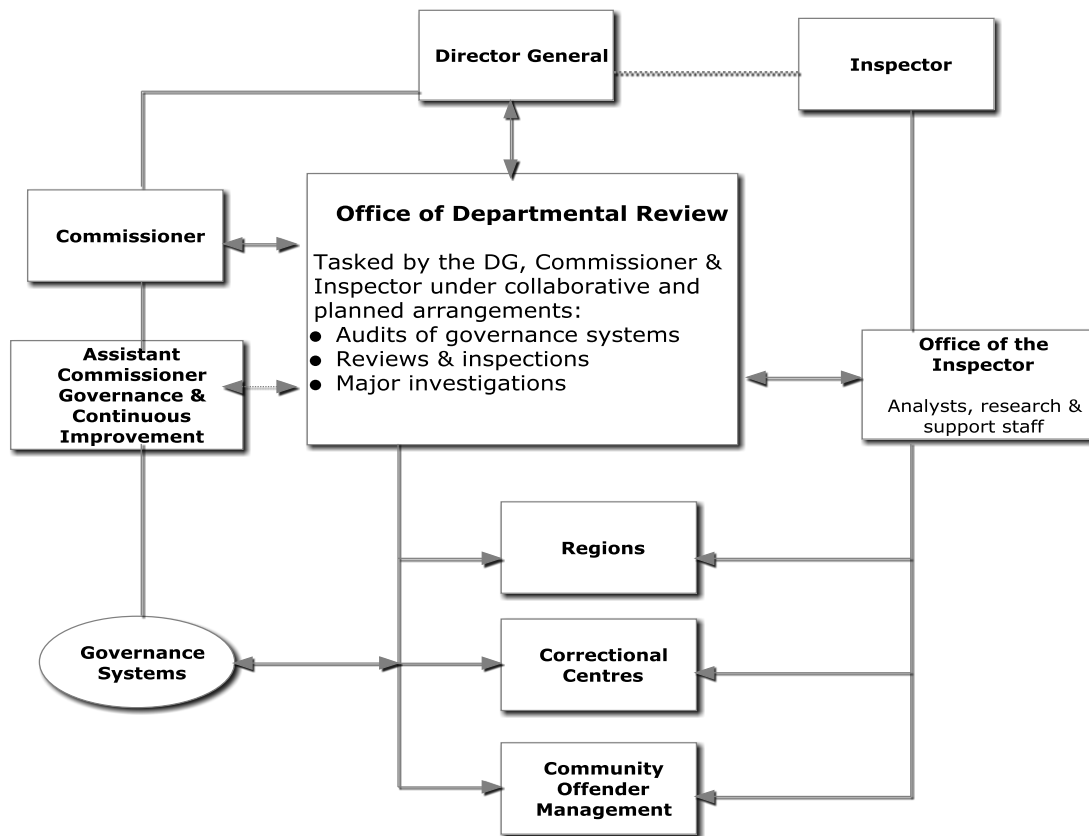 Director General
Inspector
Commissioner
Office of Departmental Review
Tasked by the DG, Commissioner &
Inspector under collaborative and
planned arrangements:
● Audits of governance systems
● Reviews & inspections
● Major investigations
Assistant
Commissioner
Governance &
Continuous
Improvement
Office of the
Inspector
Analysts, research &
support staff
Regions
Governance
Systems
Correctional
Centres
Community
Offender
Management